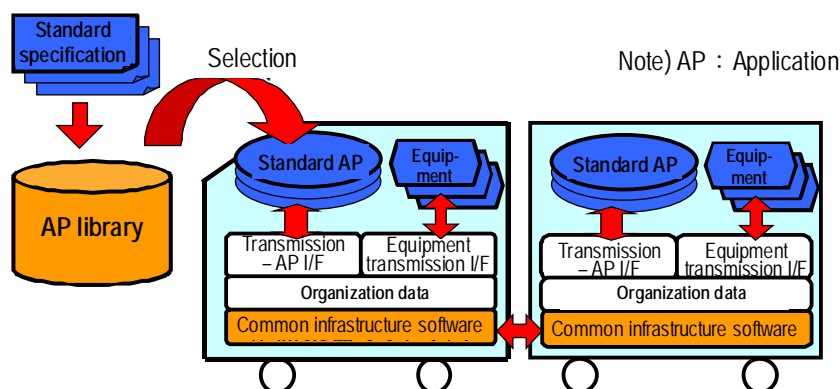 Standard
specification
Selection
Note) AP : Application
AP library
Standard AP
Equip-
ment
Transmission
– AP I/F
Equipment
transmission I/F
Organization data
Common infrastructure software
Standard AP
Equip-
ment
Transmission
– AP I/F
Equipment
transmission I/F
Organization data
Common infrastructure software